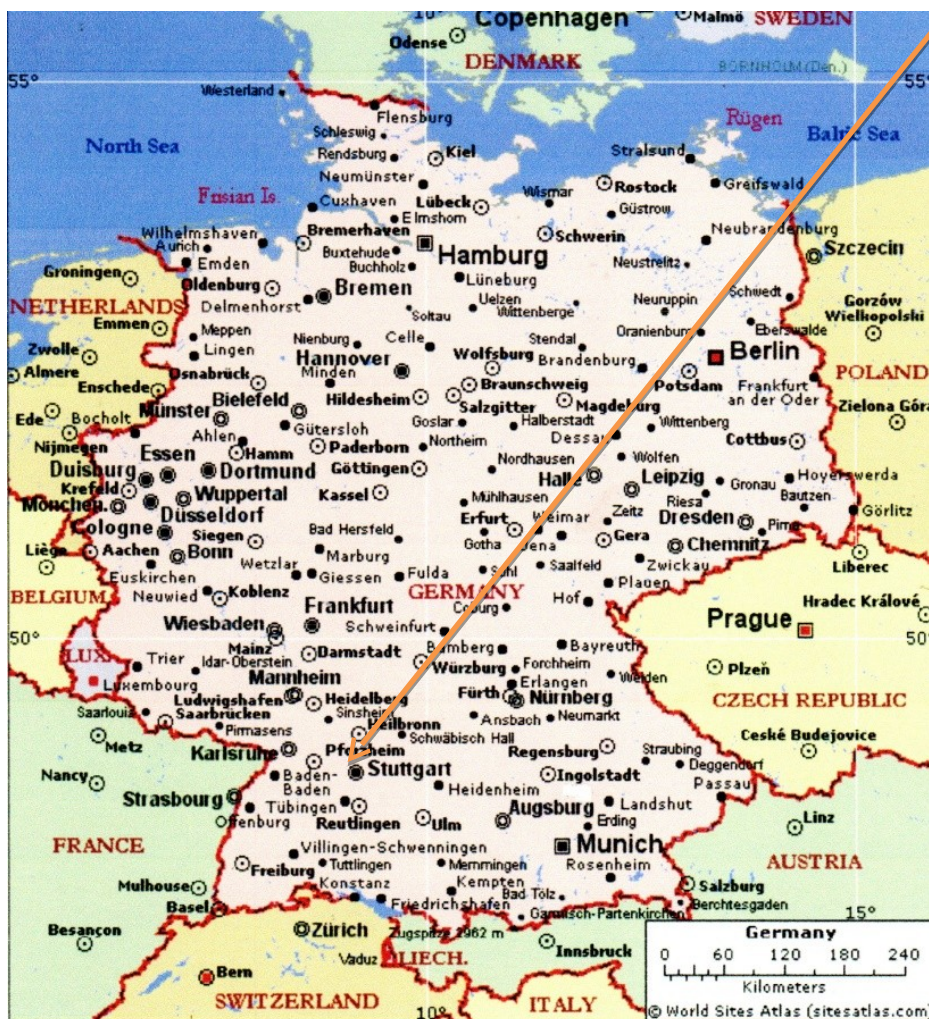 10°
Copenhagen
Malmö
SWEDEN
Odense
DENMARK
BORNHOLM (Den.)
55°
55°
Westerland
Flensburg
Schleswig
Rügen
North Sea
Baltic Sea
Rendsburg
Kiel
Stralsund
Neumünster
Frisian Is.
Cuxhaven
Lübeck
Wismar
Rostock
Greifswald
Elmshorn
Güstrow
Wilhelmshaven
Bremerhaven
Schwerin
Neubrandenburg
Aurich
Buxtehude
Hamburg
Szczecin
Emden
Buchholz
Neustrelitz
Groningen
Oldenburg
Lüneburg
NETHERLANDS
Delmenhorst
Bremen
Uelzen
Wittenberge
Neuruppin
Schwedt
Gorzów
Wielkopolski
Soltau
Emmen
Meppen
Oranienburg
Eberswalde
Zwolle
Lingen
Nienburg
Celle
Wolfsburg
Stendal
Berlin
Almere
Hannover
Brandenburg
POLAND
Enschede
Osnabrück
Minden
Braunschweig
Potsdam
Frankfurt
an der Oder
Bielefeld
Hildesheim
Salzgitter
Magdeburg
Zielona Góra
Ede
Bocholt
Münster
Gütersloh
Goslar
Halberstadt
Wittenberg
Nijmegen
Ahlen
Paderborn
Northeim
Dessau
Cottbus
Essen
Hamm
Duisburg
Dortmund
Göttingen
Nordhausen
Wolfen
Halle
Leipzig
Gronau
Hoyerswerda
Krefeld
Wuppertal
Kassel
Mühlhausen
Riesa
Bautzen
München.
Düsseldorf
Erfurt
Weimar
Zeitz
Dresden
Görlitz
Cologne
Siegen
Bad Hersfeld
Gotha
Jena
Gera
Pirna
Liège
Aachen
Bonn
Marburg
Chemnitz
Euskirchen
Wetzlar
Giessen
Fulda
Suhl
Saalfeld
Zwickau
Liberec
BELGIUM
Neuwied
Koblenz
GERMANY
Plauen
Frankfurt
Coburg
Hof
Hradec Králové
Wiesbaden
Schweinfurt
Prague
50°
Mainz
Bamberg
Bayreuth
LUX.
Trier
Idar-Oberstein
Darmstadt
Würzburg
Forchheim
Plzeň
Luxembourg
Mannheim
Erlangen
Weiden
Ludwigshafen
Heidelberg
Fürth
Nürnberg
CZECH REPUBLIC
Saarlouis
Saarbrücken
Sinsheim
Heilbronn
Ansbach
Neumarkt
Metz
Pirmasens
Schwäbisch Hall
České Budejovice
Karlsruhe
Pforzheim
Regensburg
Straubing
Nancy
Baden-
Baden
Stuttgart
Ingolstadt
Deggendorf
Passau
Strasbourg
Heidenheim
Tübingen
Landshut
Offenburg
Reutlingen
Ulm
Augsburg
Erding
Linz
FRANCE
Villingen-Schwenningen
Munich
Freiburg
Tuttlingen
Memmingen
Rosenheim
AUSTRIA
Mulhouse
Konstanz
Kempten
Bad Tölz
Salzburg
Basel
Friedrichshafen
Garmisch-Partenkirchen
Berchtesgaden
15°
Besançon
Zürich
Zugspitze 2962 m
Innsbruck
Germany
Vaduz
LIECH.
Bern
0 60 120 180 240
Kilometers
SWITZERLAND
10°
ITALY
© World Sites Atlas (sitesatlas.com)